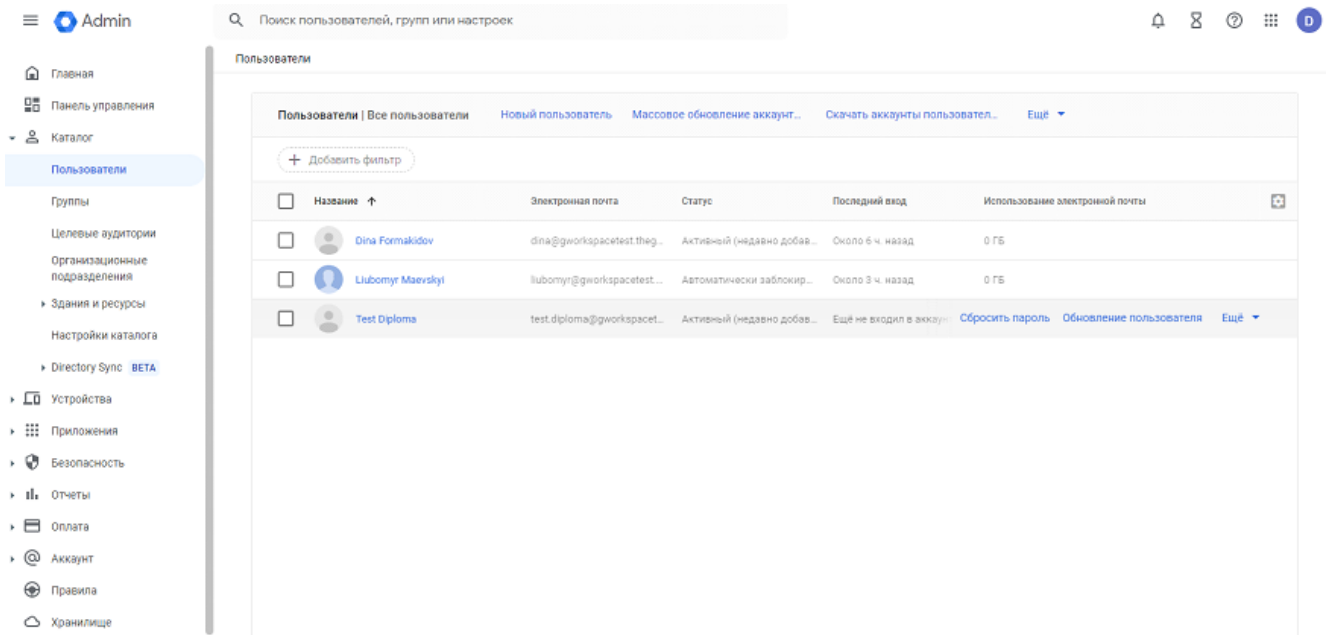 Admin
Поиск пользователей, групп или настроек
D
Пользователи
Главная
Панель управления
Каталог
Пользователи
Группы
Целевые аудитории
Организационные
подразделения
Здания и ресурсы
Настройки каталога
Directory Sync BETA
Устройства
Приложения
Безопасность
Отчеты
Оплата
Аккаунт
Правила
Хранилище
Пользователи | Все пользователи Новый пользователь Массовое обновление аккаунт... Скачать аккаунты пользовател... Ещё
Добавить фильтр
Название Электронная почта Статус Последний вход Использование электронной почты
Dina Formakidov dina@gworkspacetest.theg... Активный (недавно добав... Около 6 ч. назад 0 ГБ
Liubomyr Maevskyi liubomyr@gworkspacetest.... Автоматически заблокир... Около 3 ч. назад 0 ГБ
Test Diploma test.diploma@gworkspacet... Активный (недавно добав... Ещё не входил в аккаун Сбросить пароль Обновление пользователя Ещё